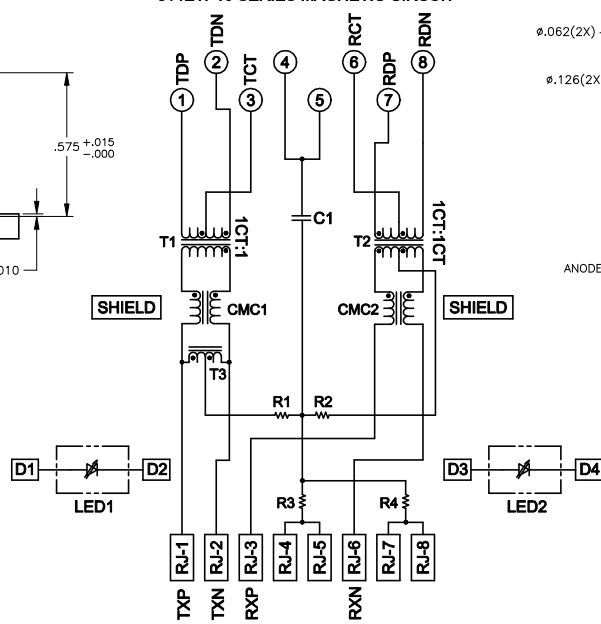 TDP
TDN
TCT
RCT
RDP
RDN
ø.062(2X)
ø.126(2X
1
2
3
4
5
6
7
8
.575 +.015
-.000
C1
T1
1CT:1
T2
1CT:1CT
010
ANODE
SHIELD
CMC1
CMC2
SHIELD
T3
R1
R2
D1
D2
LED1
D3
D4
LED2
R3
R4
RJ-1
RJ-2
RJ-3
RJ-4
RJ-5
RJ-6
RJ-7
RJ-8
TXP
TXN
RXP
RXN